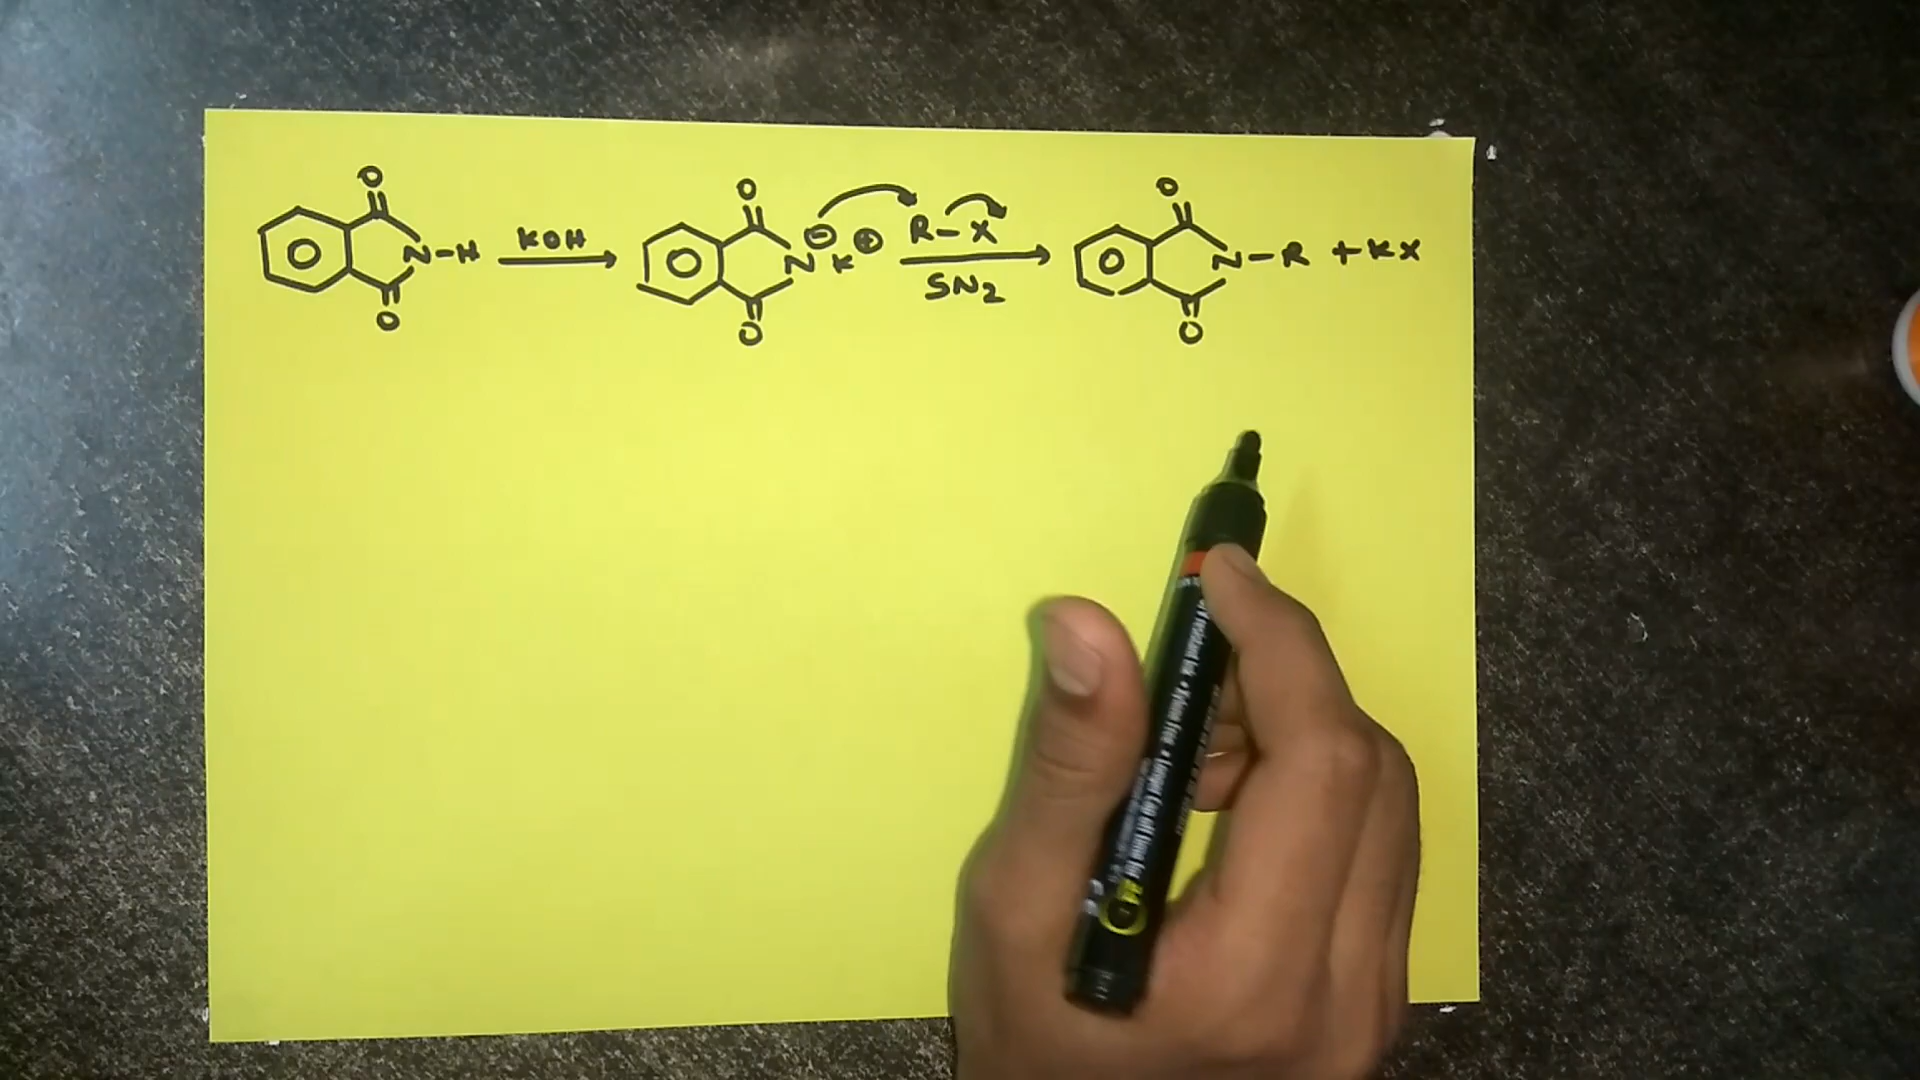 O O O
N-H KOH N⊖ K⊕ R-X N-R + KX
SN2
O O O